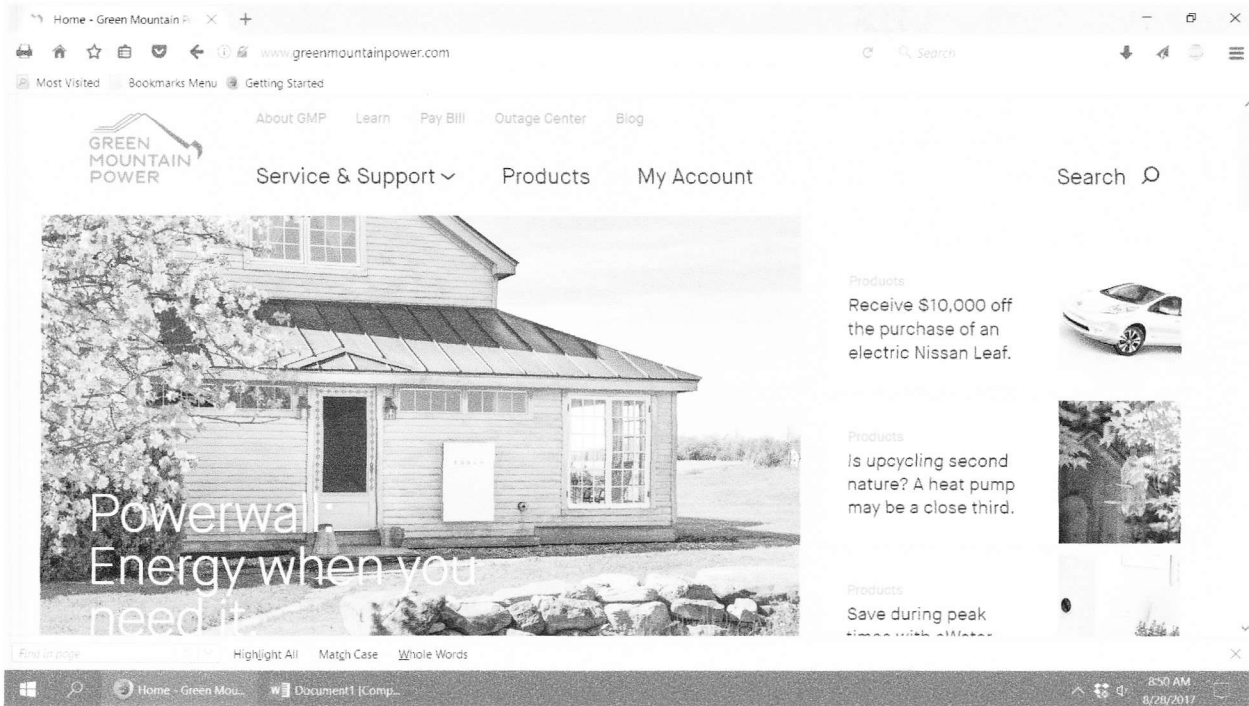 Home - Green Mountain P
www.greenmountainpower.com
Search
Most Visited Bookmarks Menu Getting Started
About GMP Learn Pay Bill Outage Center Blog
GREEN
MOUNTAIN
POWER
Service & Support Products My Account
Search
Products
Receive $10,000 off
the purchase of an
electric Nissan Leaf.
Products
Is upcycling second
nature? A heat pump
may be a close third.
Products
Save during peak
times with eWater
Powerwall:
Energy when you
need it.
Find in page
Highlight All Match Case Whole Words
Home - Green Mou...
Document1 [Comp...
8:50 AM
8/28/2017